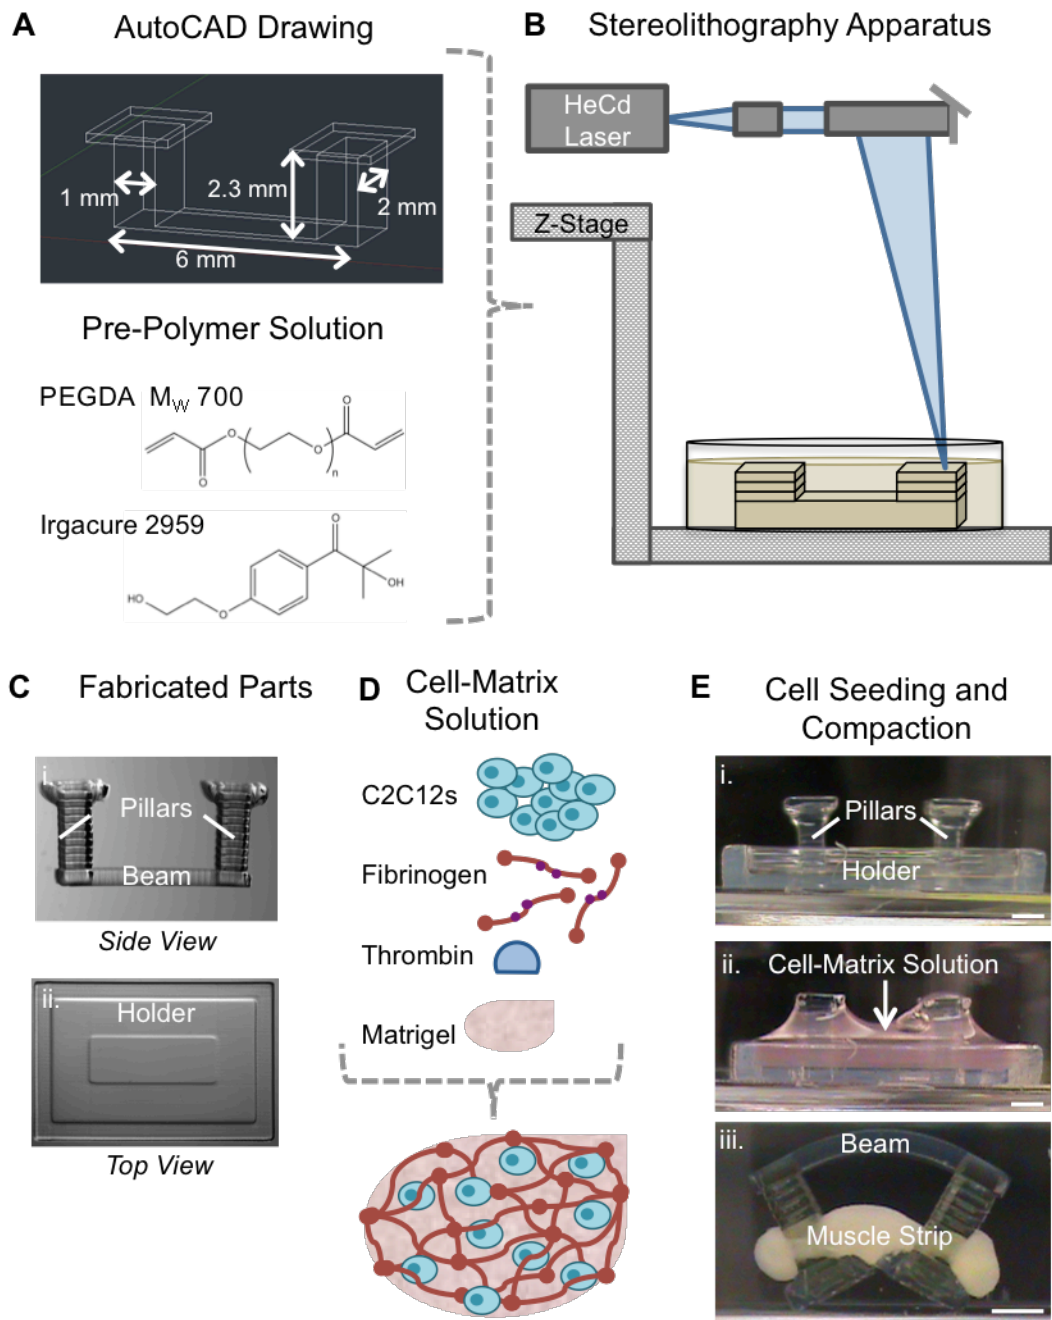 A
AutoCAD Drawing
1 mm
2.3 mm
2 mm
6 mm
Pre-Polymer Solution
PEGDA MW 700
O
O
O
O
n
Irgacure 2959
O
OH
HO
O
B
Stereolithography Apparatus
HeCd
Laser
Z-Stage
C
Fabricated Parts
i.
Pillars
Beam
Side View
ii.
Holder
Top View
D
Cell-Matrix
Solution
C2C12s
Fibrinogen
Thrombin
Matrigel
E
Cell Seeding and
Compaction
i.
Pillars
Holder
ii.
Cell-Matrix Solution
iii.
Beam
Muscle Strip